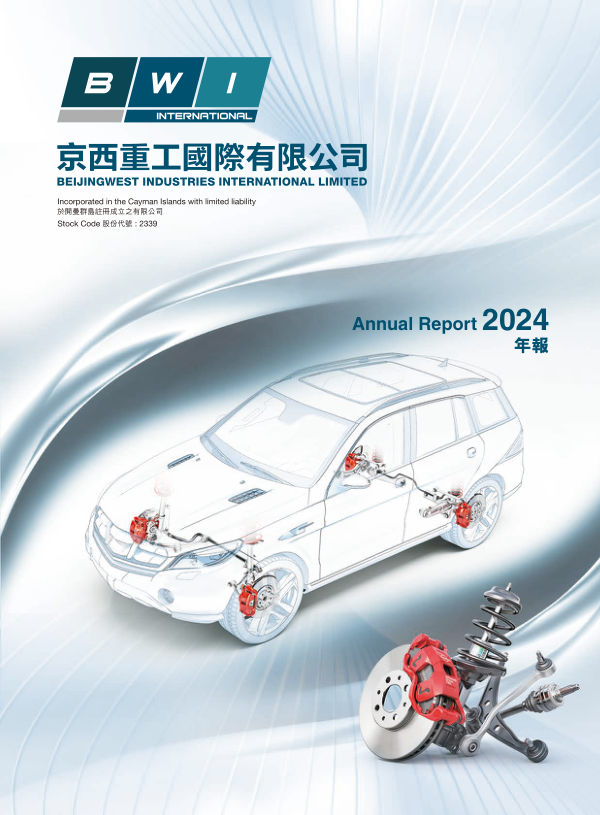 BWI
INTERNATIONAL
京西重工國際有限公司
BEIJINGWEST INDUSTRIES INTERNATIONAL LIMITED
Incorporated in the Cayman Islands with limited liability
於開曼群島註冊成立之有限公司
Stock Code 股份代號 : 2339
Annual Report 2024
年報